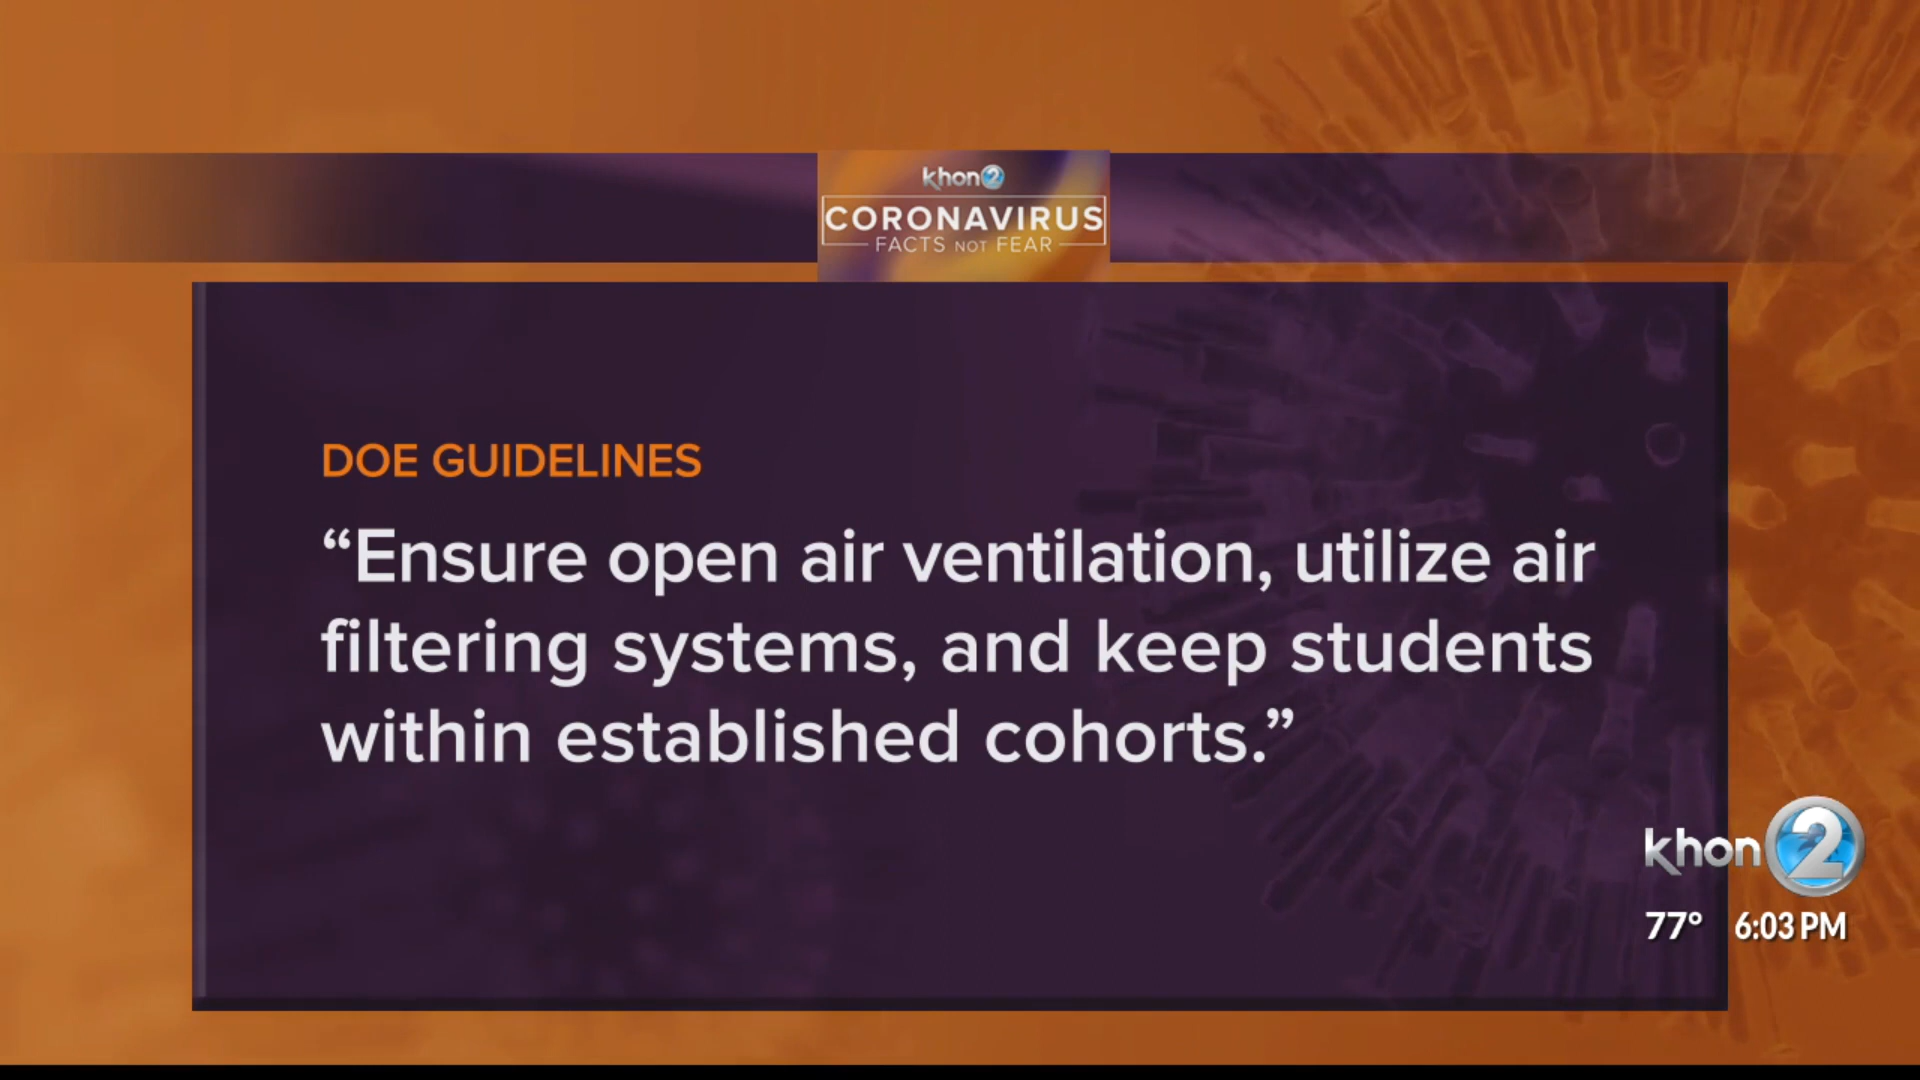 khon2
CORONAVIRUS
FACTS NOT FEAR
DOE GUIDELINES
“Ensure open air ventilation, utilize air
filtering systems, and keep students
within established cohorts.”
khon2
77° 6:03 PM